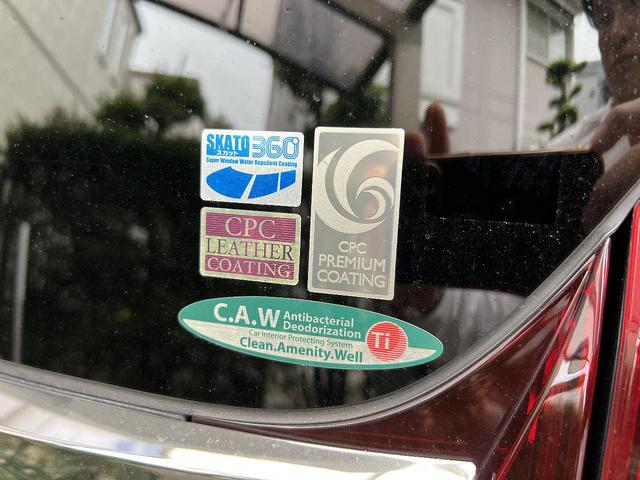 SKATO 360°
スカット
Super Window Water Repellent Coating
CPC
LEATHER
COATING
CPC
PREMIUM
COATING
C.A.W Antibacterial
Deodorization
Car Interior Protecting System
Clean.Amenity.Well
Ti